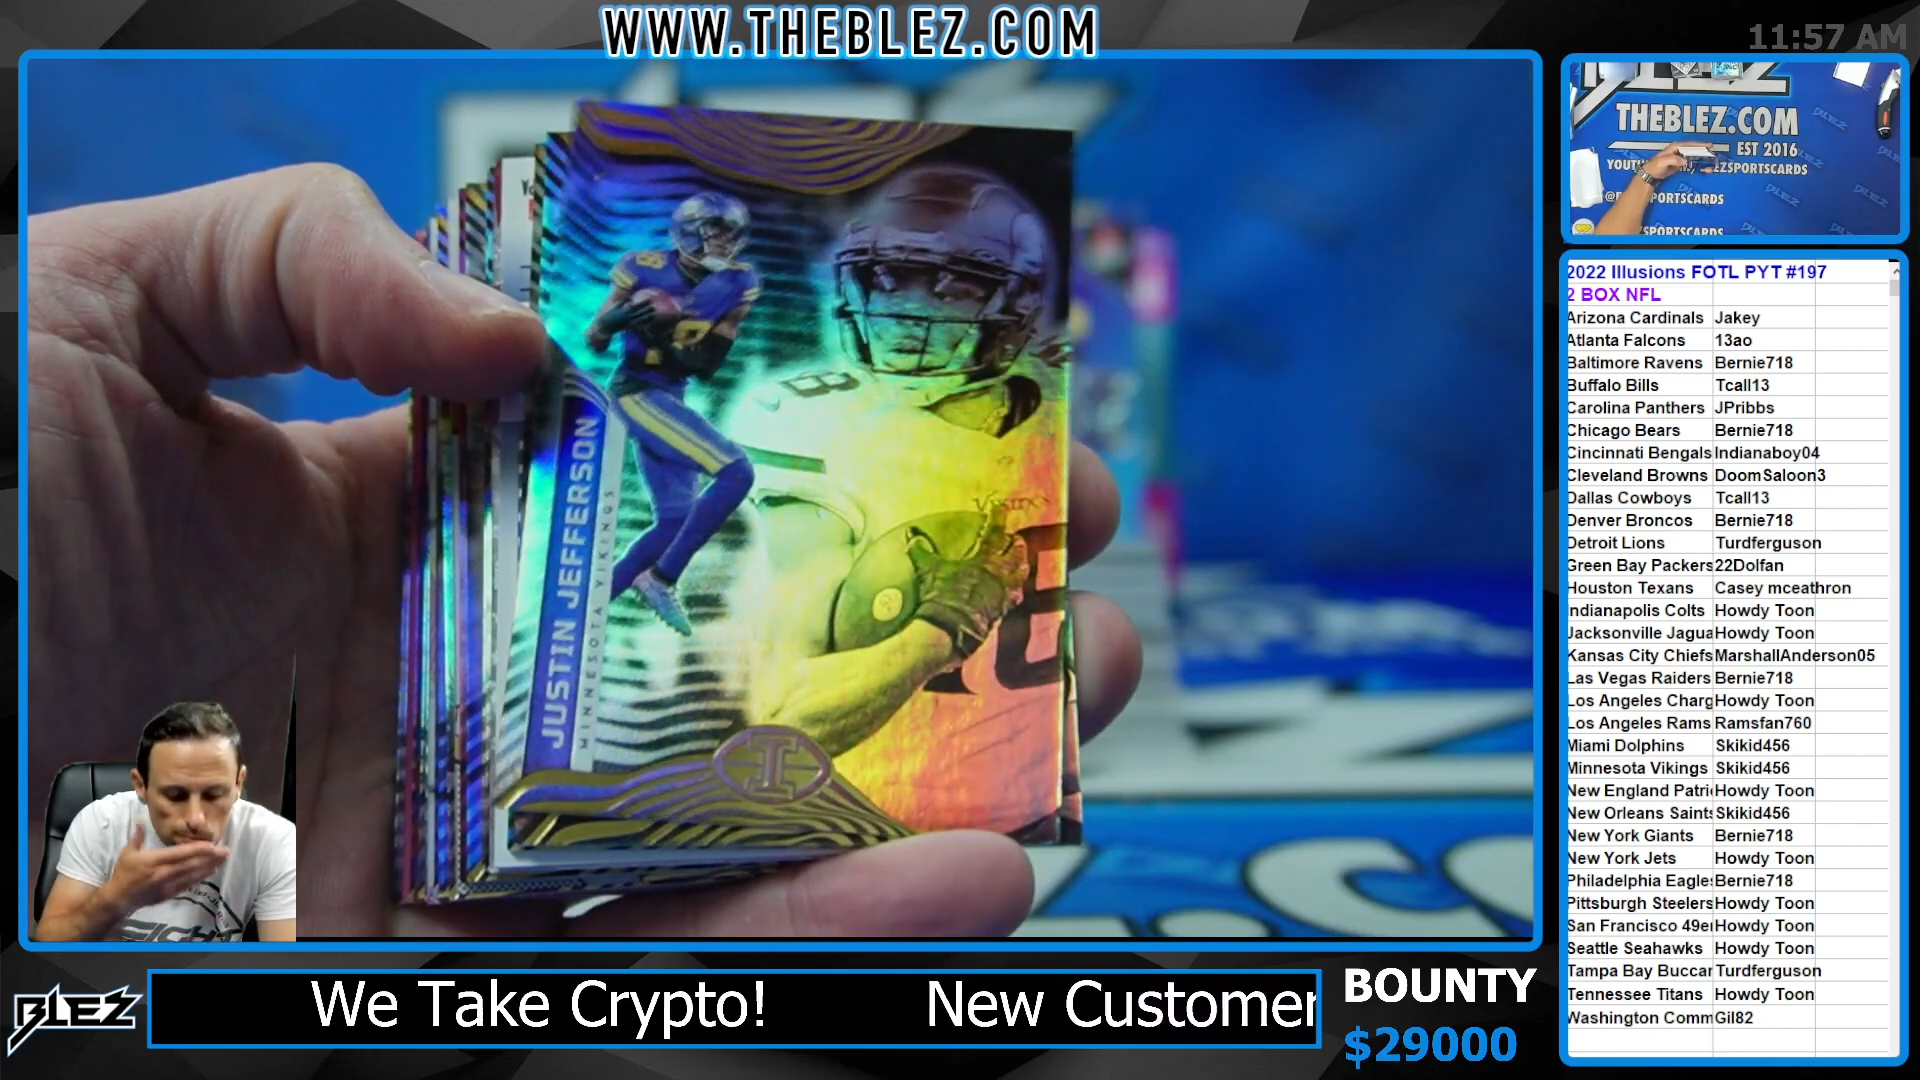 WWW.THEBLEZ.COM
11:57 AM
THEBLEZ.COM
EST 2016
EZSPORTSCARDS
PORTSCARDS
ZSPORTSCARDS
JUSTIN JEFFERSON
MINNESOTA VIKINGS
I
2022 Illusions FOTL PYT #197
2 BOX NFL
Arizona Cardinals Jakey
Atlanta Falcons 13ao
Baltimore Ravens Bernie718
Buffalo Bills Tcall13
Carolina Panthers JPribbs
Chicago Bears Bernie718
Cincinnati Bengals Indianaboy04
Cleveland Browns DoomSaloon3
Dallas Cowboys Tcall13
Denver Broncos Bernie718
Detroit Lions Turdferguson
Green Bay Packers 22Dolfan
Houston Texans Casey mceathron
Indianapolis Colts Howdy Toon
Jacksonville Jagua Howdy Toon
Kansas City Chiefs MarshallAnderson05
Las Vegas Raiders Bernie718
Los Angeles Charg Howdy Toon
Los Angeles Rams Ramsfan760
Miami Dolphins Skikid456
Minnesota Vikings Skikid456
New England Patri Howdy Toon
New Orleans Saints Skikid456
New York Giants Bernie718
New York Jets Howdy Toon
Philadelphia Eagles Bernie718
Pittsburgh Steelers Howdy Toon
San Francisco 49er Howdy Toon
Seattle Seahawks Howdy Toon
Tampa Bay Buccar Turdferguson
Tennessee Titans Howdy Toon
Washington Comm Gil82
BLEZ
We Take Crypto! New Customer
BOUNTY
$29000